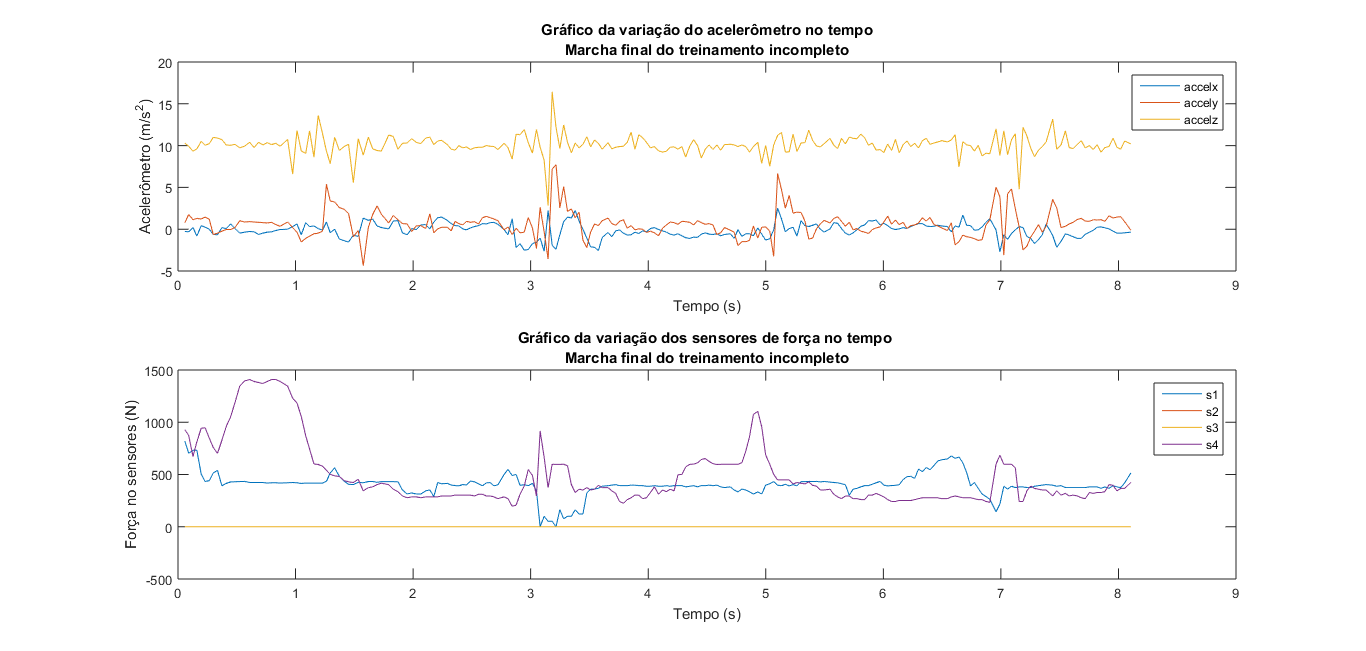 Gráfico da variação do acelerômetro no tempo
Marcha final do treinamento incompleto
20
15
10
5
0
-5
Acelerômetro (m/s²)
accelx
accely
accelz
0 1 2 3 4 5 6 7 8 9
Tempo (s)
Gráfico da variação dos sensores de força no tempo
Marcha final do treinamento incompleto
1500
1000
500
0
-500
Força no sensores (N)
s1
s2
s3
s4
0 1 2 3 4 5 6 7 8 9
Tempo (s)